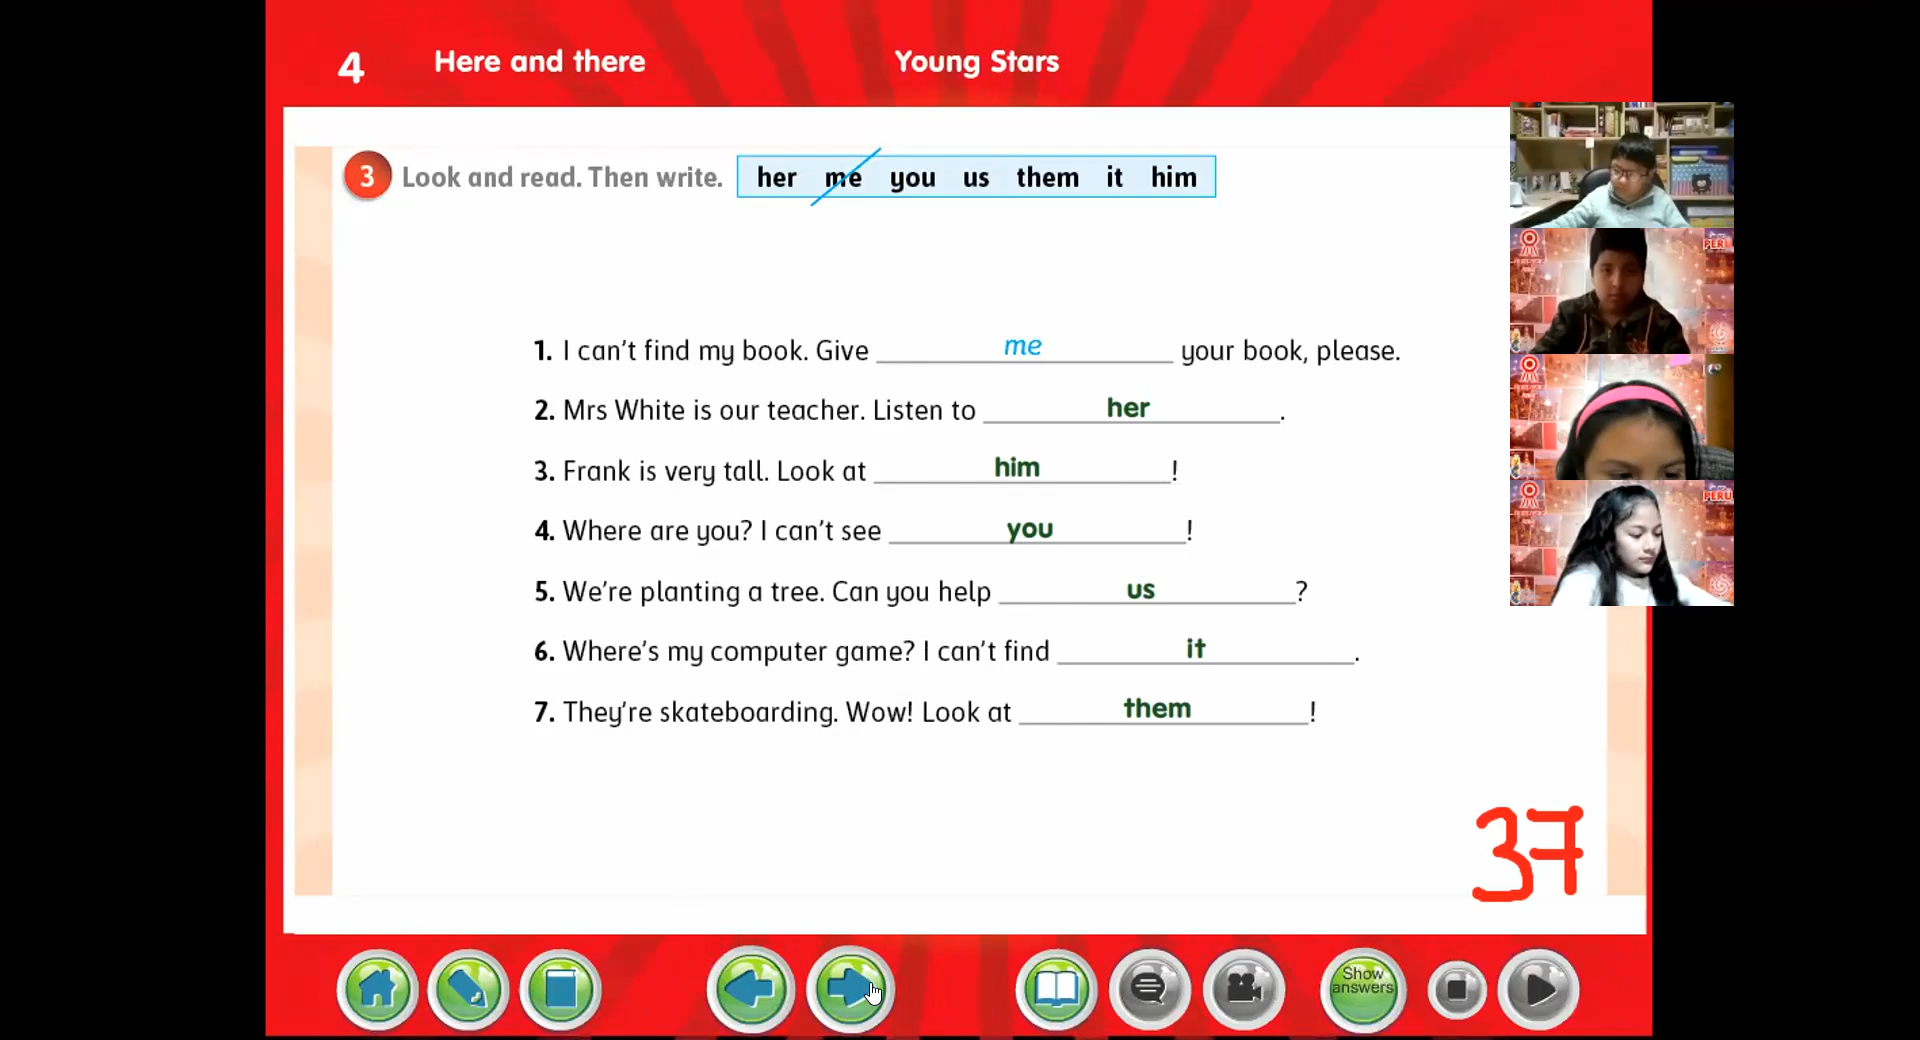 4 Here and there Young Stars
3 Look and read. Then write. her me you us them it him
1. I can't find my book. Give me your book, please.
2. Mrs White is our teacher. Listen to her.
3. Frank is very tall. Look at him!
4. Where are you? I can't see you!
5. We're planting a tree. Can you help us?
6. Where's my computer game? I can't find it.
7. They're skateboarding. Wow! Look at them!
37
Show
answers
PERÚ